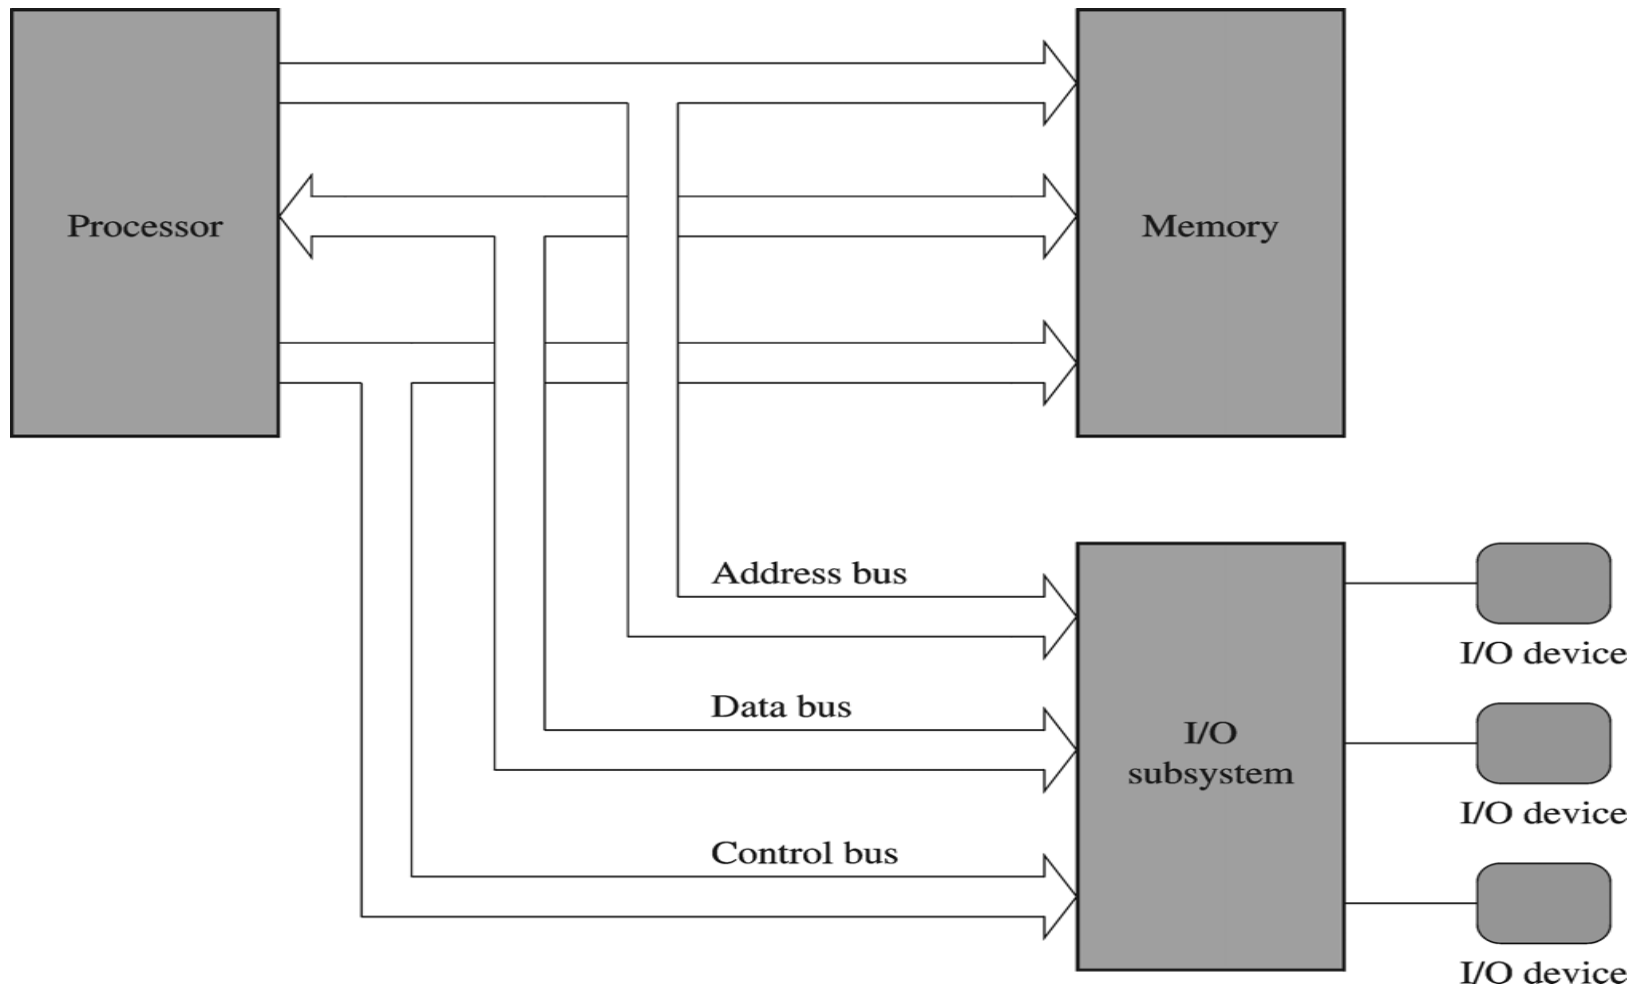 Processor
Memory
Address bus
I/O device
Data bus
I/O
subsystem
I/O device
Control bus
I/O device